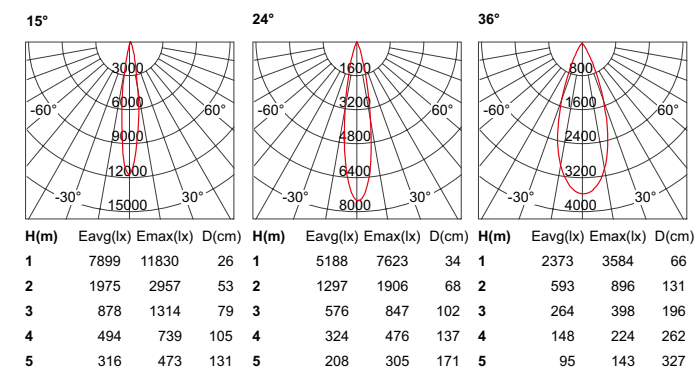 15° 24° 36°
3000 1600 800
-60° 6000 60° -60° 3200 60° -60° 1600 60°
9000 4800 2400
12000 6400 3200
-30° 30° -30° 30° -30° 30°
15000 8000 4000
H(m) Eavg(lx) Emax(lx) D(cm) H(m) Eavg(lx) Emax(lx) D(cm) H(m) Eavg(lx) Emax(lx) D(cm)
1 7899 11830 26 1 5188 7623 34 1 2373 3584 66
2 1975 2957 53 2 1297 1906 68 2 593 896 131
3 878 1314 79 3 576 847 102 3 264 398 196
4 494 739 105 4 324 476 137 4 148 224 262
5 316 473 131 5 208 305 171 5 95 143 327